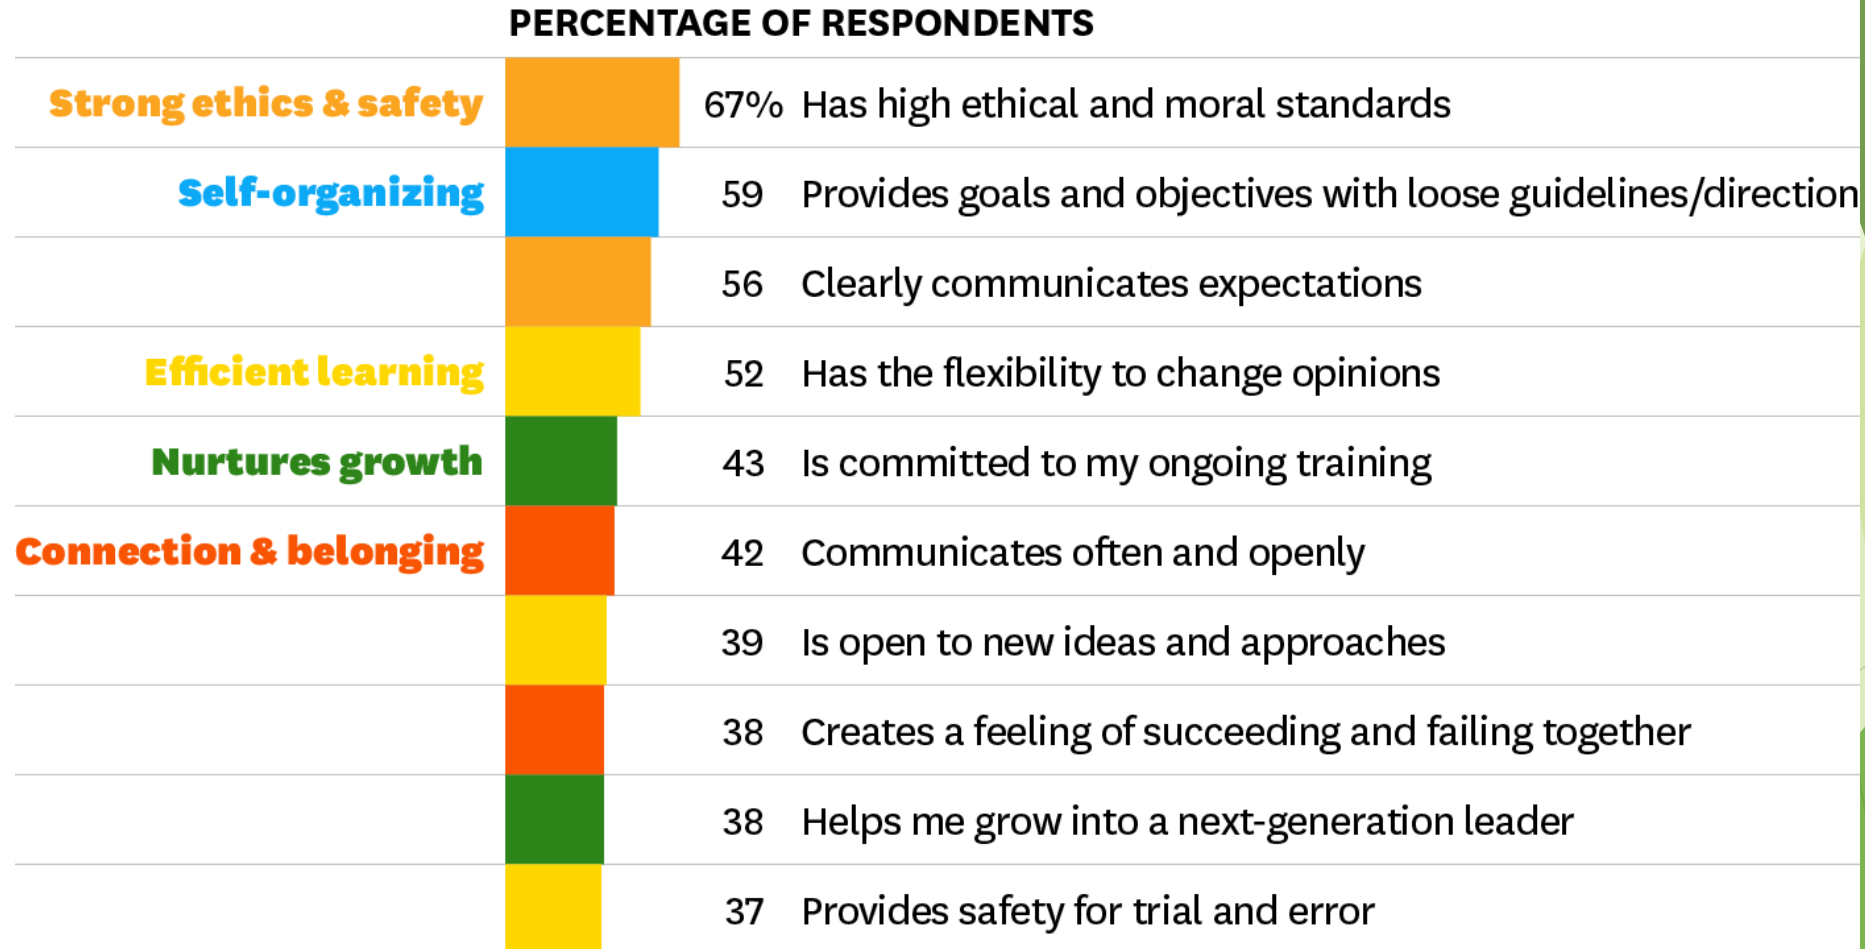 PERCENTAGE OF RESPONDENTS
Strong ethics & safety 67% Has high ethical and moral standards
Self-organizing 59 Provides goals and objectives with loose guidelines/direction
56 Clearly communicates expectations
Efficient learning 52 Has the flexibility to change opinions
Nurtures growth 43 Is committed to my ongoing training
Connection & belonging 42 Communicates often and openly
39 Is open to new ideas and approaches
38 Creates a feeling of succeeding and failing together
38 Helps me grow into a next-generation leader
37 Provides safety for trial and error